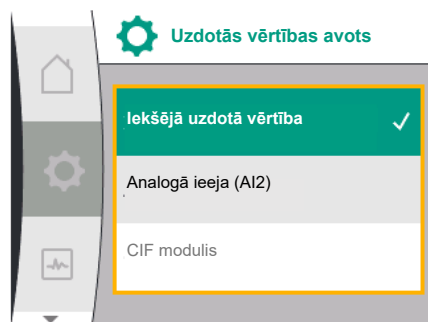 Uzdotās vērtības avots
Iekšējā uzdotā vērtība
Analogā ieeja (AI2)
CIF modulis